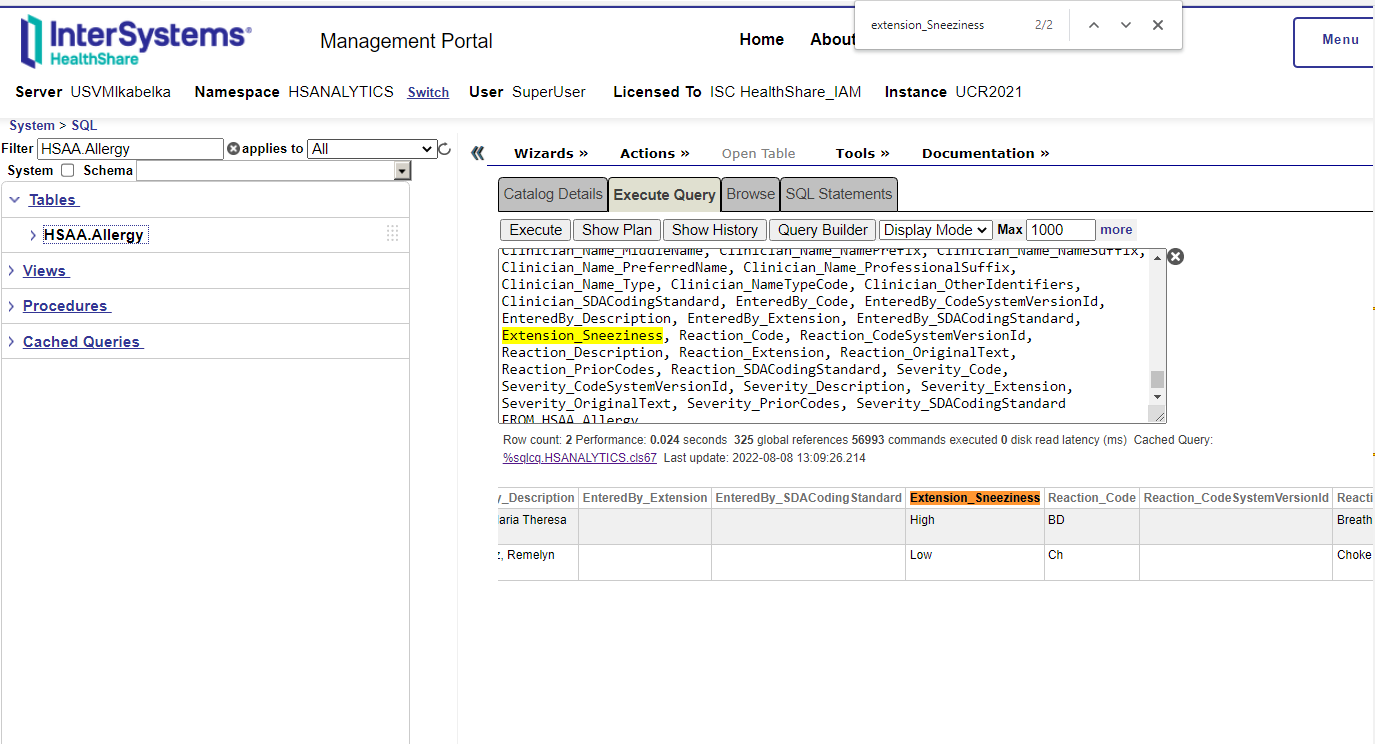 extension_Sneeziness 2/2
InterSystems®
HealthShare
Management Portal
Home About
Menu
Server USVMIkabelka Namespace HSANALYTICS Switch User SuperUser Licensed To ISC HealthShare_IAM Instance UCR2021
System > SQL
Filter HSAA.Allergy applies to All
System Schema
Wizards » Actions » Open Table Tools » Documentation »
Tables
HSAA.Allergy
Views
Procedures
Cached Queries
Catalog Details Execute Query Browse SQL Statements
Execute Show Plan Show History Query Builder Display Mode Max 1000 more
Clinician_Name_MiddleName, Clinician_Name_NamePrefix, Clinician_Name_NameSuffix,
Clinician_Name_PreferredName, Clinician_Name_ProfessionalSuffix,
Clinician_Name_Type, Clinician_NameTypeCode, Clinician_OtherIdentifiers,
Clinician_SDACodingStandard, EnteredBy_Code, EnteredBy_CodeSystemVersionId,
EnteredBy_Description, EnteredBy_Extension, EnteredBy_SDACodingStandard,
Extension_Sneeziness, Reaction_Code, Reaction_CodeSystemVersionId,
Reaction_Description, Reaction_Extension, Reaction_OriginalText,
Reaction_PriorCodes, Reaction_SDACodingStandard, Severity_Code,
Severity_CodeSystemVersionId, Severity_Description, Severity_Extension,
Severity_OriginalText, Severity_PriorCodes, Severity_SDACodingStandard
FROM HSAA.Allergy
Row count: 2 Performance: 0.024 seconds 325 global references 56993 commands executed 0 disk read latency (ms) Cached Query:
%sqlcq.HSANALYTICS.cls67 Last update: 2022-08-08 13:09:26.214
y_Description EnteredBy_Extension EnteredBy_SDACodingStandard Extension_Sneeziness Reaction_Code Reaction_CodeSystemVersionId Reacti
aria Theresa High BD Breath
z, Remelyn Low Ch Choke